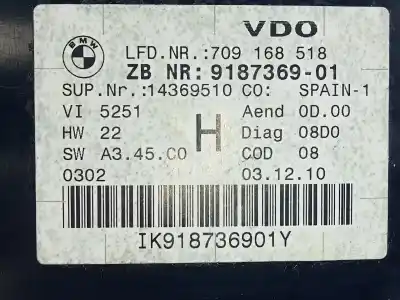 BMW
VDO
LFD.NR.:709 168 518
ZB NR: 9187369-01
SUP.Nr.:14369510 CO: SPAIN-1
VI 5251 Aend 0D.00
HW 22 H Diag 08D0
SW A3.45.C0 COD 08
0302 03.12.10
IK918736901Y